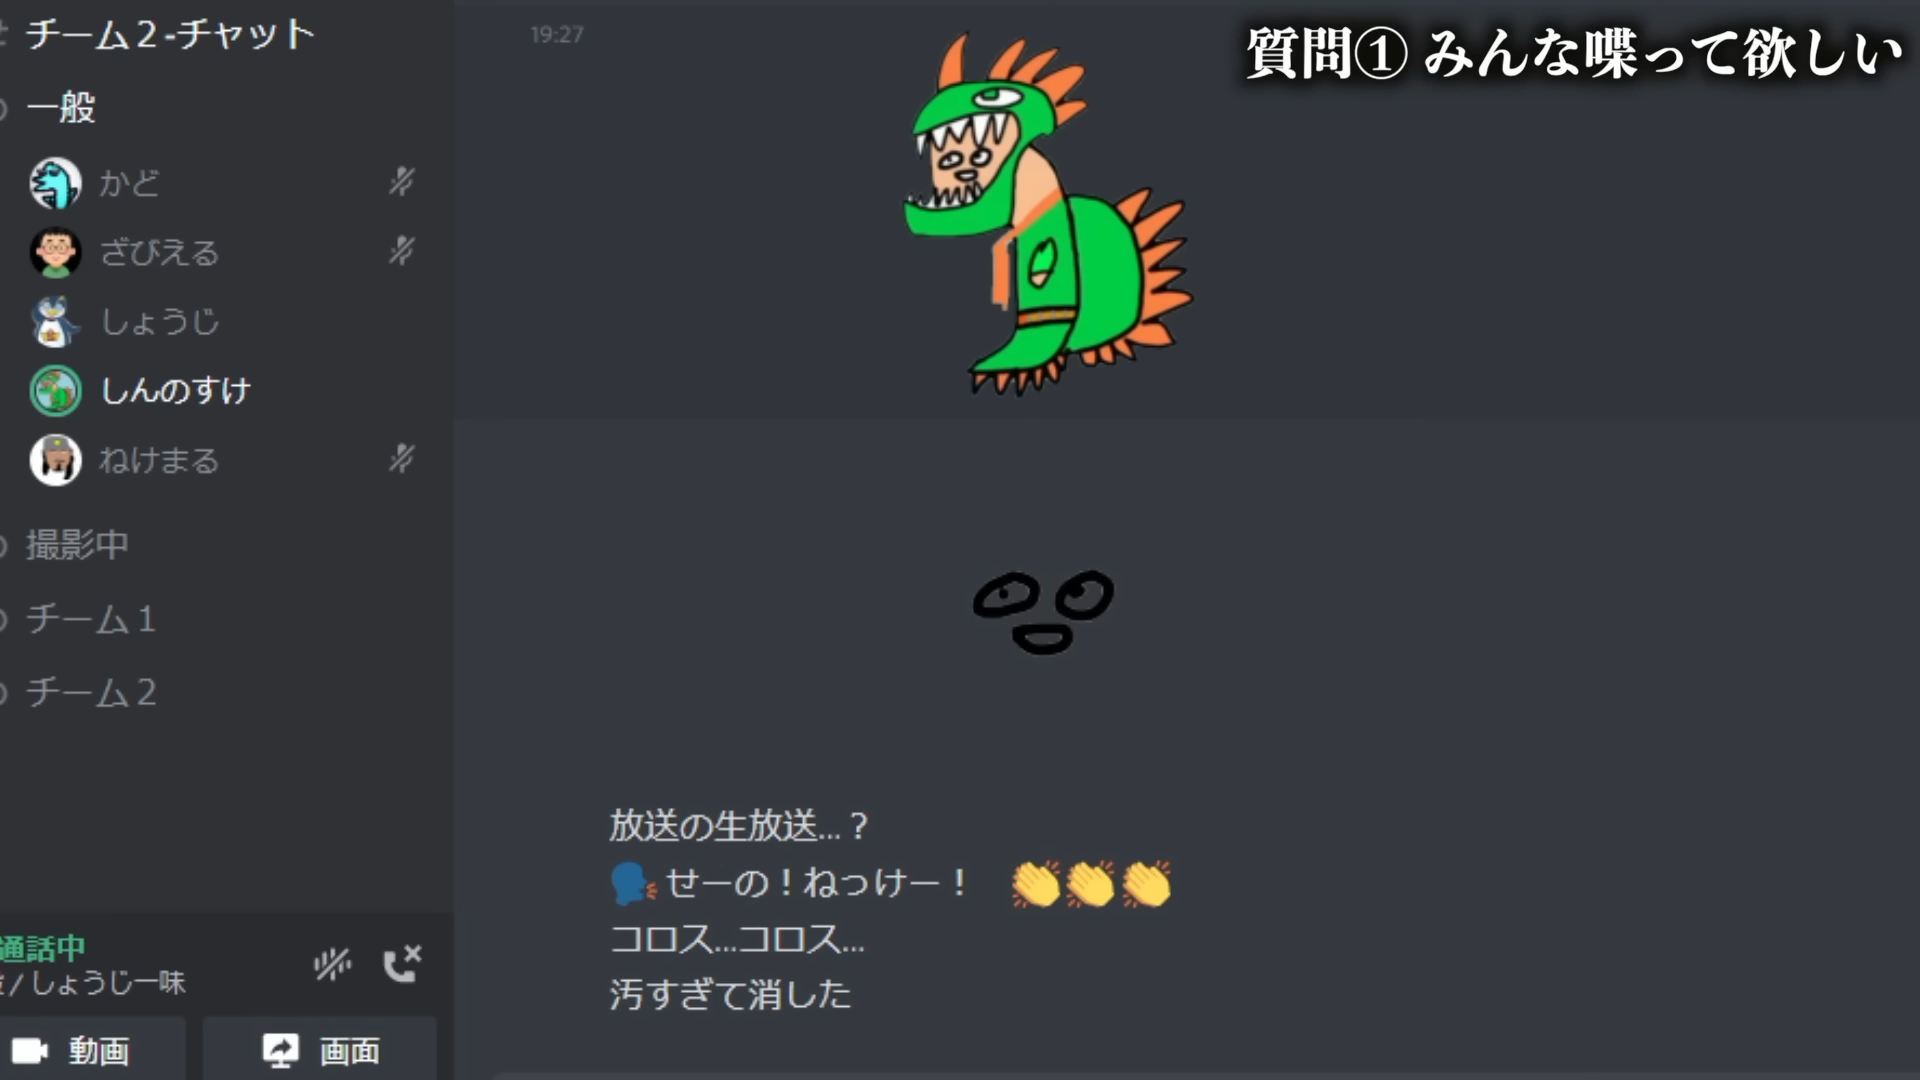 チーム２-チャット
一般
かど
ざびえる
しょうじ
しんのすけ
ねけまる
撮影中
チーム１
チーム２
通話中
/しょうじ一味
動画
画面
19:27
質問① みんな喋って欲しい
放送の生放送...？
🗣せーの！ねっけー！ 👏👏👏
コロス...コロス...
汚すぎて消した